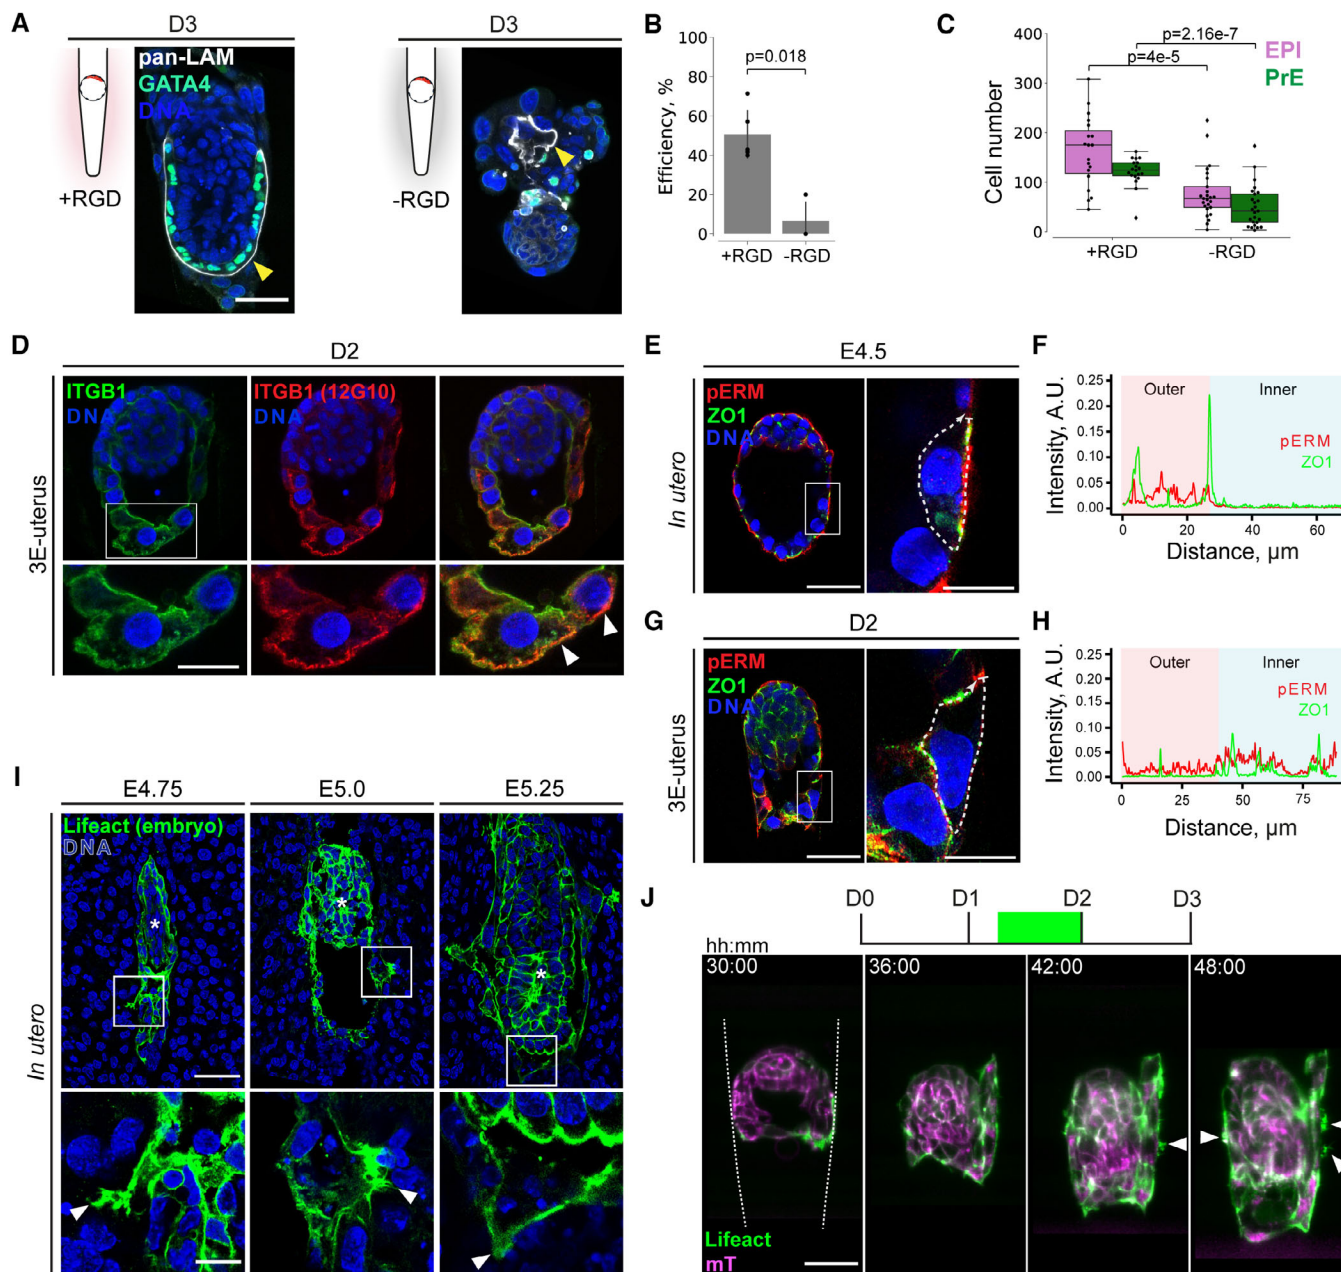 A
D3
D3
pan-LAM
GATA4
DNA
+RGD
-RGD
B
Efficiency, %
100
80
60
40
20
0
p=0.018
+RGD -RGD
C
Cell number
400
300
200
100
0
p=2.16e-7
p=4e-5
EPI
PrE
+RGD
-RGD
D
D2
3E-uterus
ITGB1
DNA
ITGB1 (12G10)
DNA
E
E4.5
In utero
pERM
ZO1
DNA
F
Intensity, A.U.
0.25
0.20
0.15
0.10
0.05
0.00
Outer
Inner
pERM
ZO1
0 20 40 60
Distance, µm
G
D2
3E-uterus
pERM
ZO1
DNA
H
Intensity, A.U.
0.25
0.20
0.15
0.10
0.05
0.00
Outer
Inner
pERM
ZO1
0 25 50 75
Distance, µm
I
E4.75
E5.0
E5.25
In utero
Lifeact (embryo)
DNA
*
*
*
J
D0 D1 D2 D3
hh:mm
30:00
36:00
42:00
48:00
Lifeact
mT